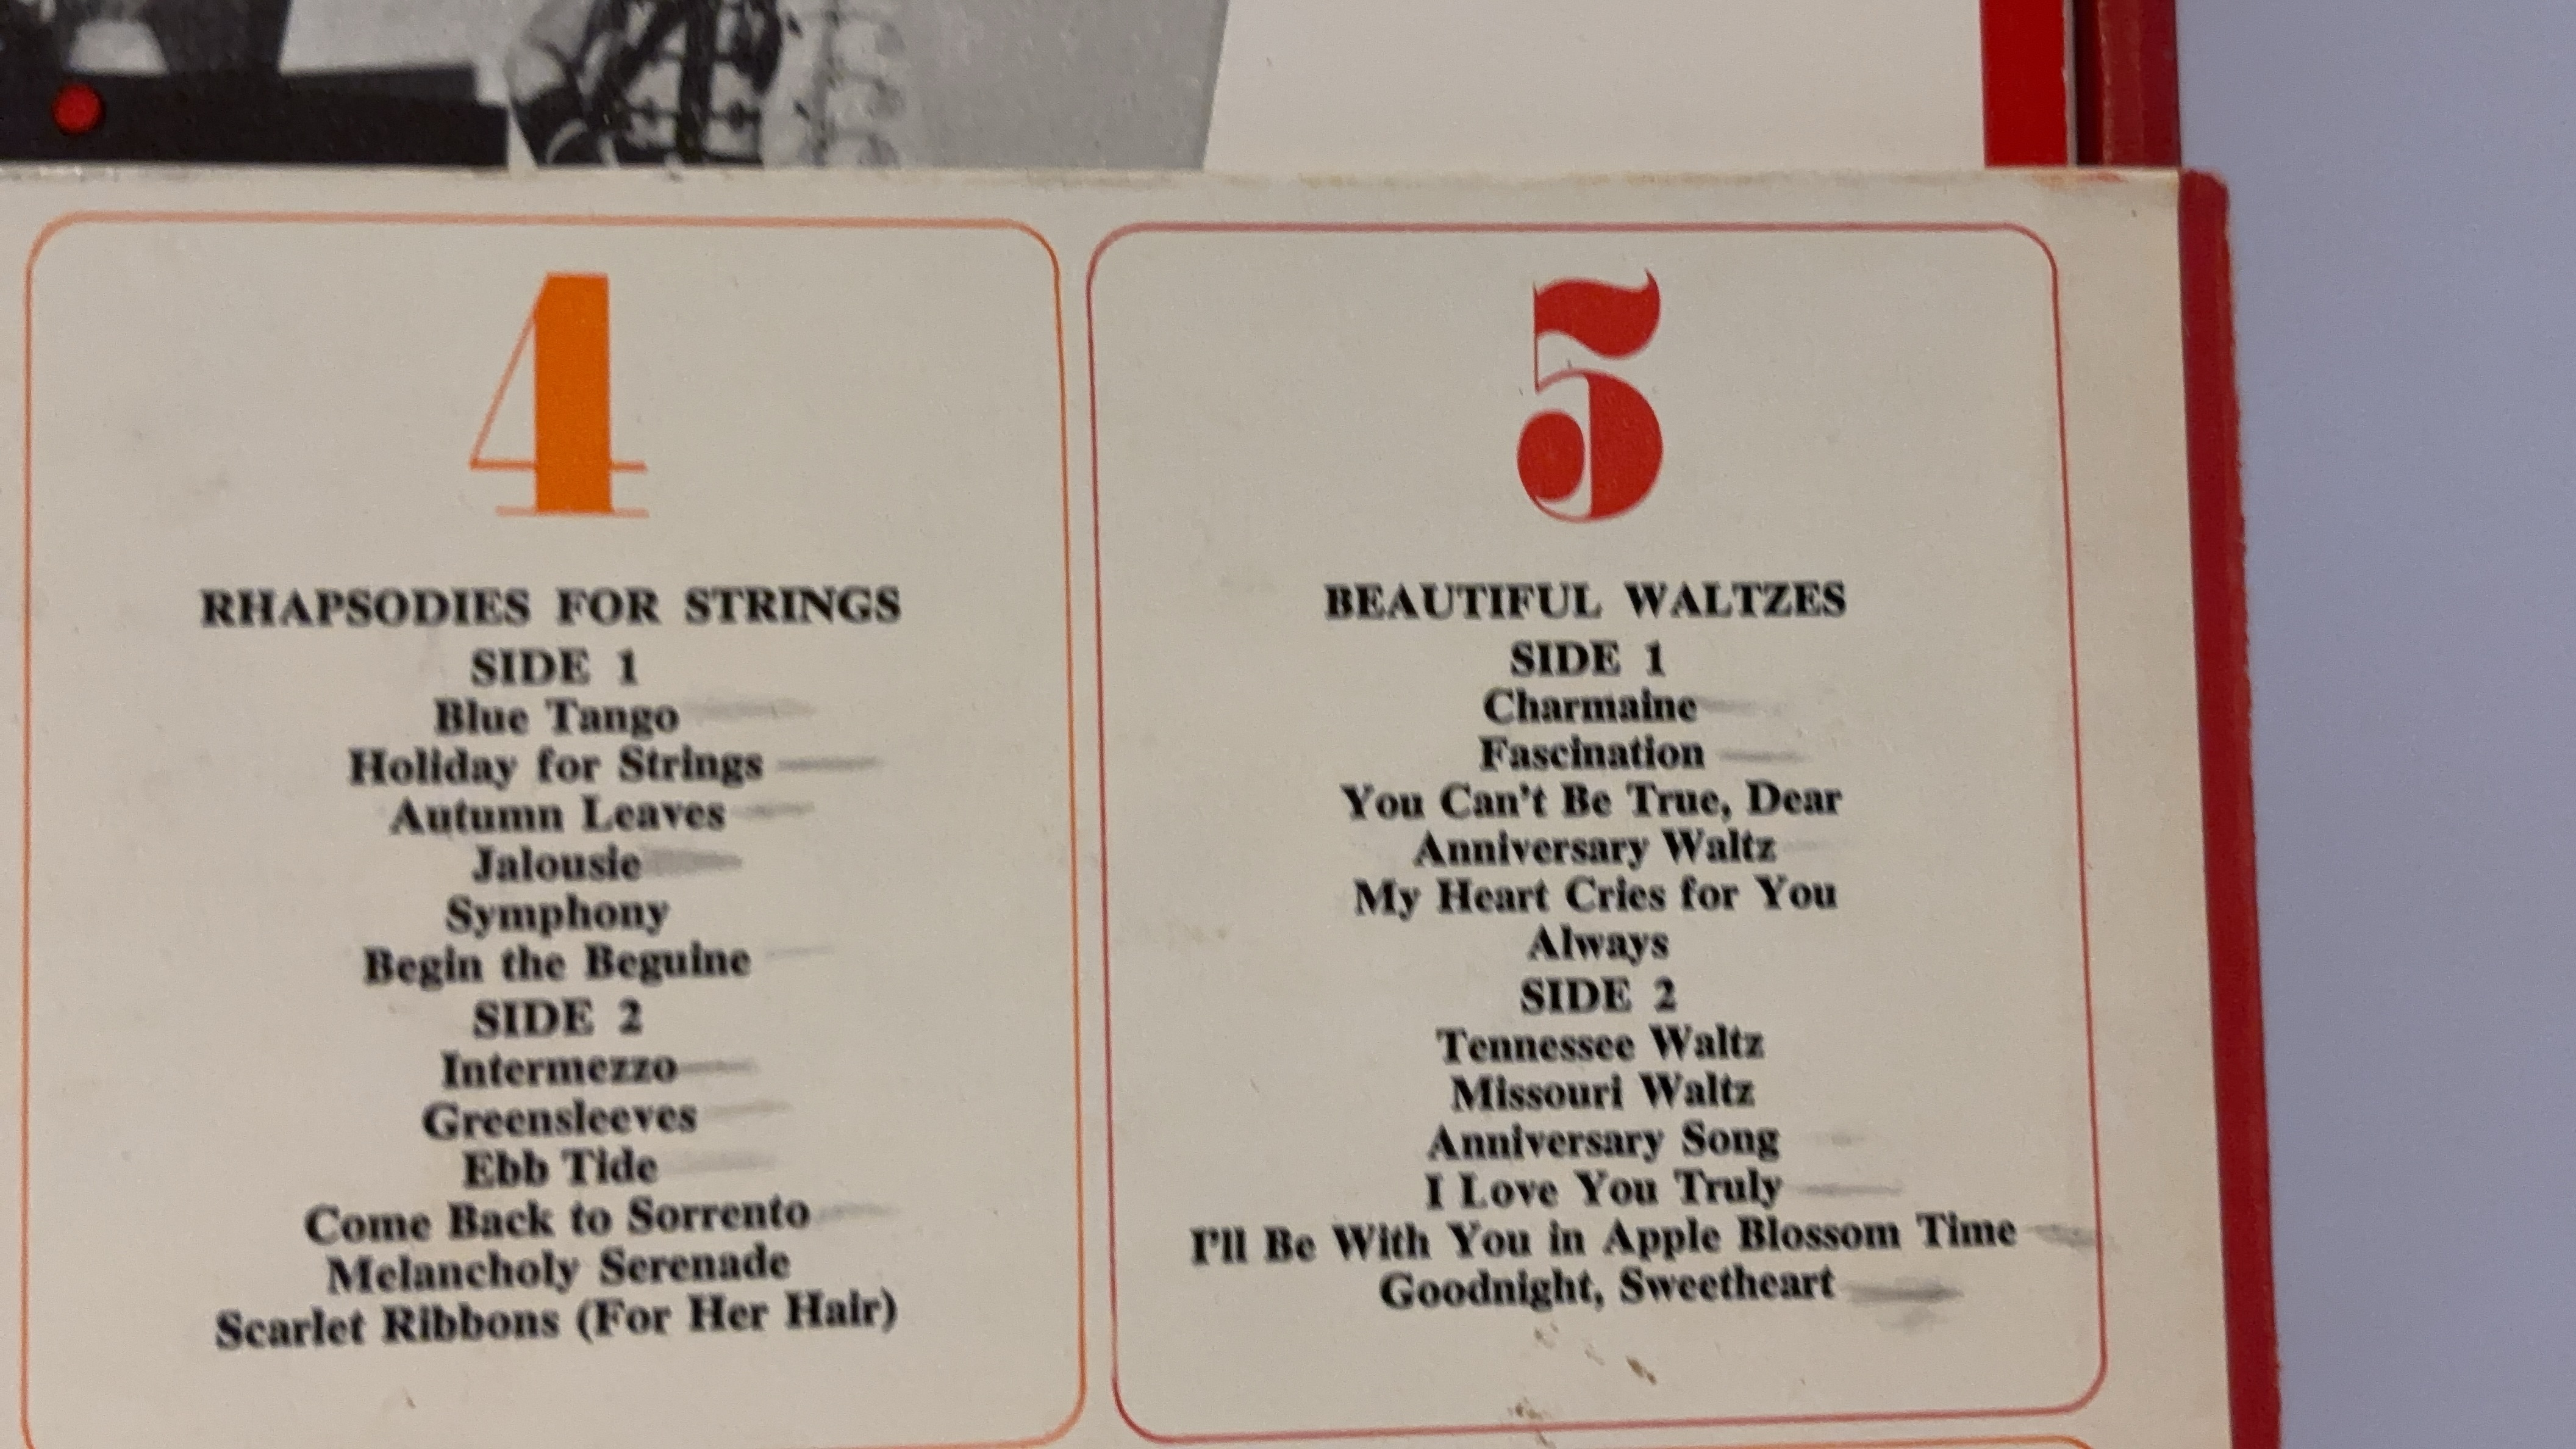 4
RHAPSODIES FOR STRINGS
SIDE 1
Blue Tango
Holiday for Strings
Autumn Leaves
Jalousie
Symphony
Begin the Beguine
SIDE 2
Intermezzo
Greensleeves
Ebb Tide
Come Back to Sorrento
Melancholy Serenade
Scarlet Ribbons (For Her Hair)
5
BEAUTIFUL WALTZES
SIDE 1
Charmaine
Fascination
You Can't Be True, Dear
Anniversary Waltz
My Heart Cries for You
Always
SIDE 2
Tennessee Waltz
Missouri Waltz
Anniversary Song
I Love You Truly
I'll Be With You in Apple Blossom Time
Goodnight, Sweetheart